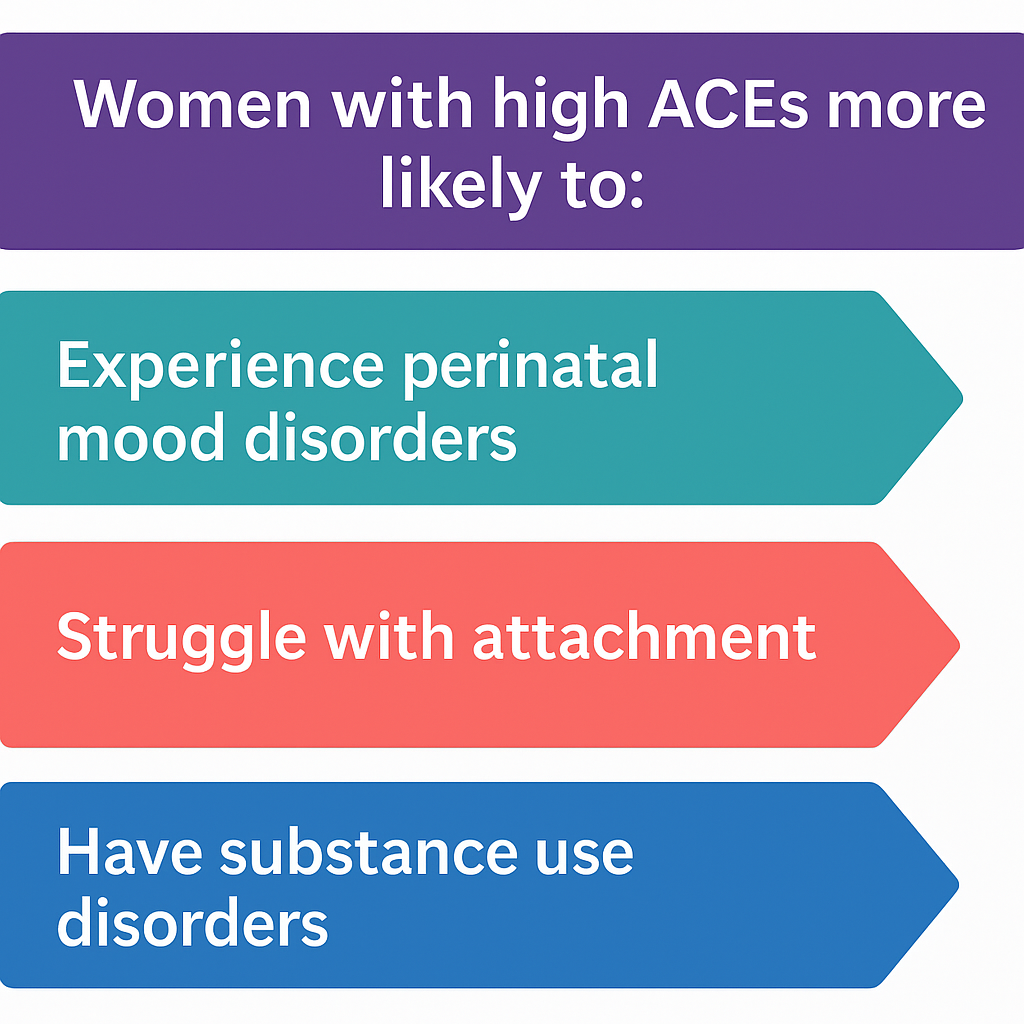 Women with high ACEs more
likely to:
Experience perinatal
mood disorders
Struggle with attachment
Have substance use
disorders